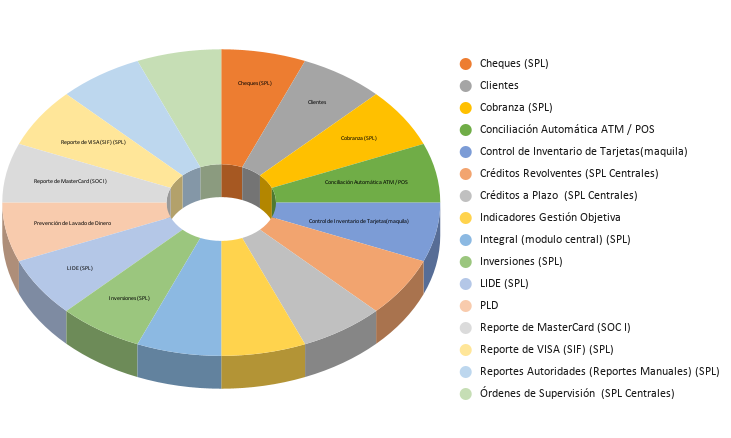 Cheques (SPL)
Clientes
Cobranza (SPL)
Conciliación Automática ATM / POS
Control de Inventario de Tarjetas(maquila)
Inversiones (SPL)
LIDE (SPL)
Prevención de Lavado de Dinero
Reporte de MasterCard (SOC I)
Reporte de VISA (SIF) (SPL)
Cheques (SPL)
Clientes
Cobranza (SPL)
Conciliación Automática ATM / POS
Control de Inventario de Tarjetas(maquila)
Créditos Revolventes (SPL Centrales)
Créditos a Plazo (SPL Centrales)
Indicadores Gestión Objetiva
Integral (modulo central) (SPL)
Inversiones (SPL)
LIDE (SPL)
PLD
Reporte de MasterCard (SOC I)
Reporte de VISA (SIF) (SPL)
Reportes Autoridades (Reportes Manuales) (SPL)
Órdenes de Supervisión (SPL Centrales)